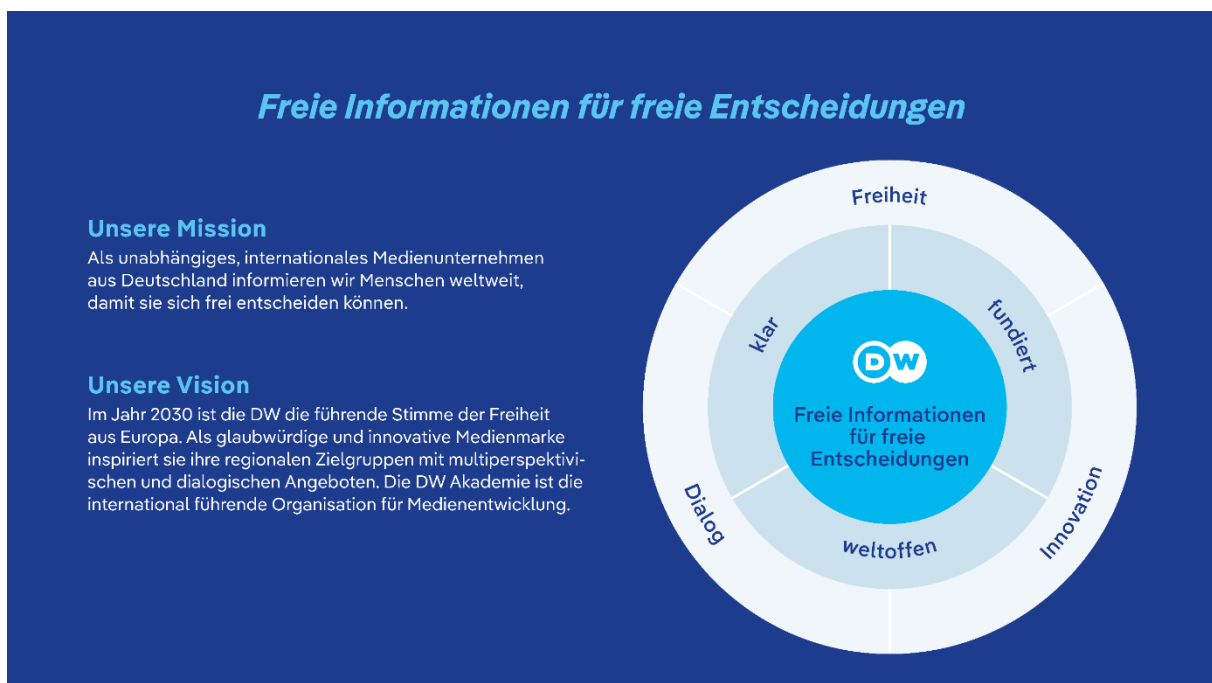 Freie Informationen für freie Entscheidungen
Unsere Mission
Als unabhängiges, internationales Medienunternehmen
aus Deutschland informieren wir Menschen weltweit,
damit sie sich frei entscheiden können.
Unsere Vision
Im Jahr 2030 ist die DW die führende Stimme der Freiheit
aus Europa. Als glaubwürdige und innovative Medienmarke
inspiriert sie ihre regionalen Zielgruppen mit multiperspektivi-
schen und dialogischen Angeboten. Die DW Akademie ist die
international führende Organisation für Medienentwicklung.
Freiheit
klar
fundiert
DW
Freie Informationen
für freie
Entscheidungen
Dialog
weltoffen
Innovation